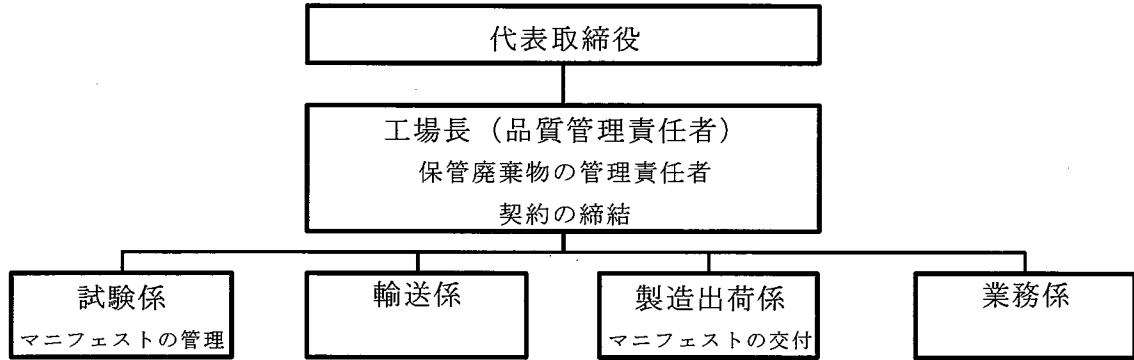 代表取締役
工場長（品質管理責任者）
保管廃棄物の管理責任者
契約の締結
試験係
マニフェストの管理
輸送係
製造出荷係
マニフェストの交付
業務係